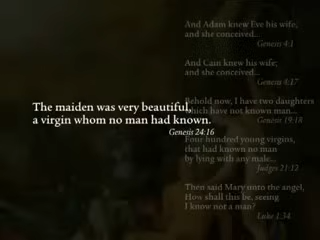 And Adam knew Eve his wife;
and she conceived...
Genesis 4:1
And Cain knew his wife;
and she conceived...
Genesis 4:17
The maiden was very beautiful,
a virgin whom no man had known.
Genesis 24:16
Behold now, I have two daughters
which have not known man...
Genesis 19:18
Four hundred young virgins,
that had known no man
by lying with any male...
Judges 21:12
Then said Mary unto the angel,
How shall this be, seeing
I know not a man?
Luke 1:34